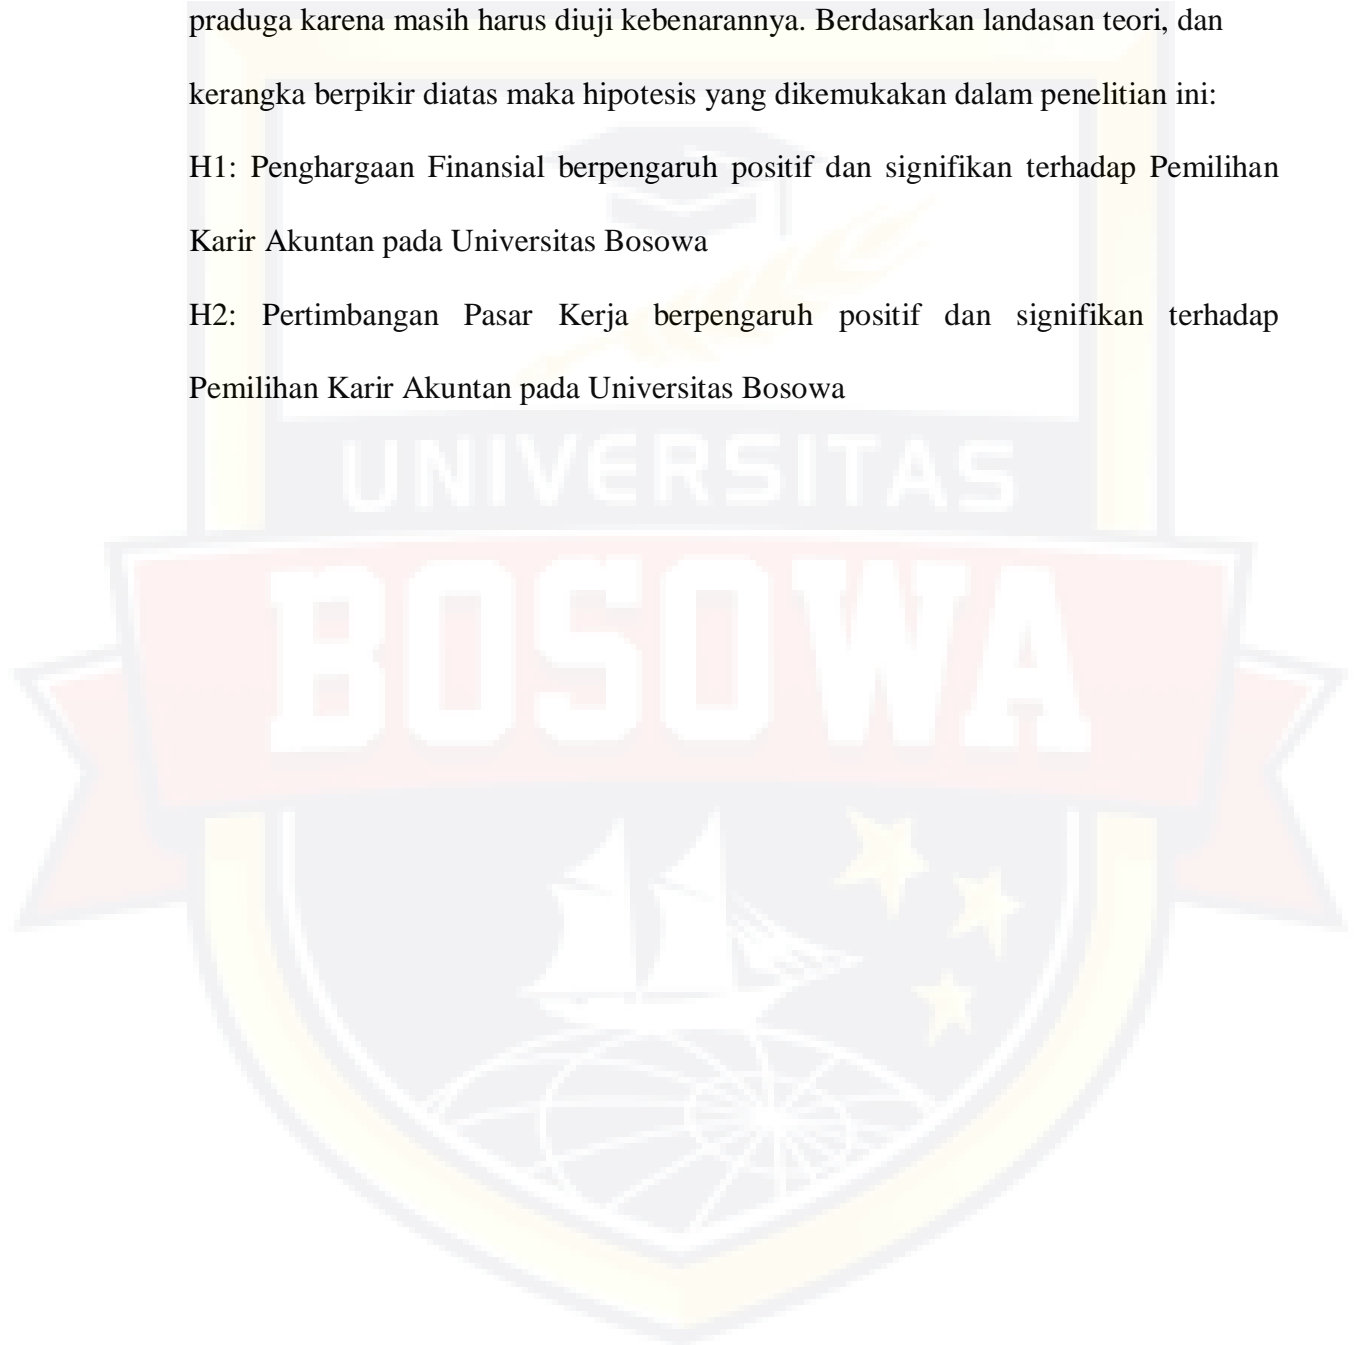 praduga karena masih harus diuji kebenarannya. Berdasarkan landasan teori, dan
kerangka berpikir diatas maka hipotesis yang dikemukakan dalam penelitian ini:
H1: Penghargaan Finansial berpengaruh positif dan signifikan terhadap Pemilihan
Karir Akuntan pada Universitas Bosowa
H2: Pertimbangan Pasar Kerja berpengaruh positif dan signifikan terhadap
Pemilihan Karir Akuntan pada Universitas Bosowa
UNIVERSITAS
BOSOWA